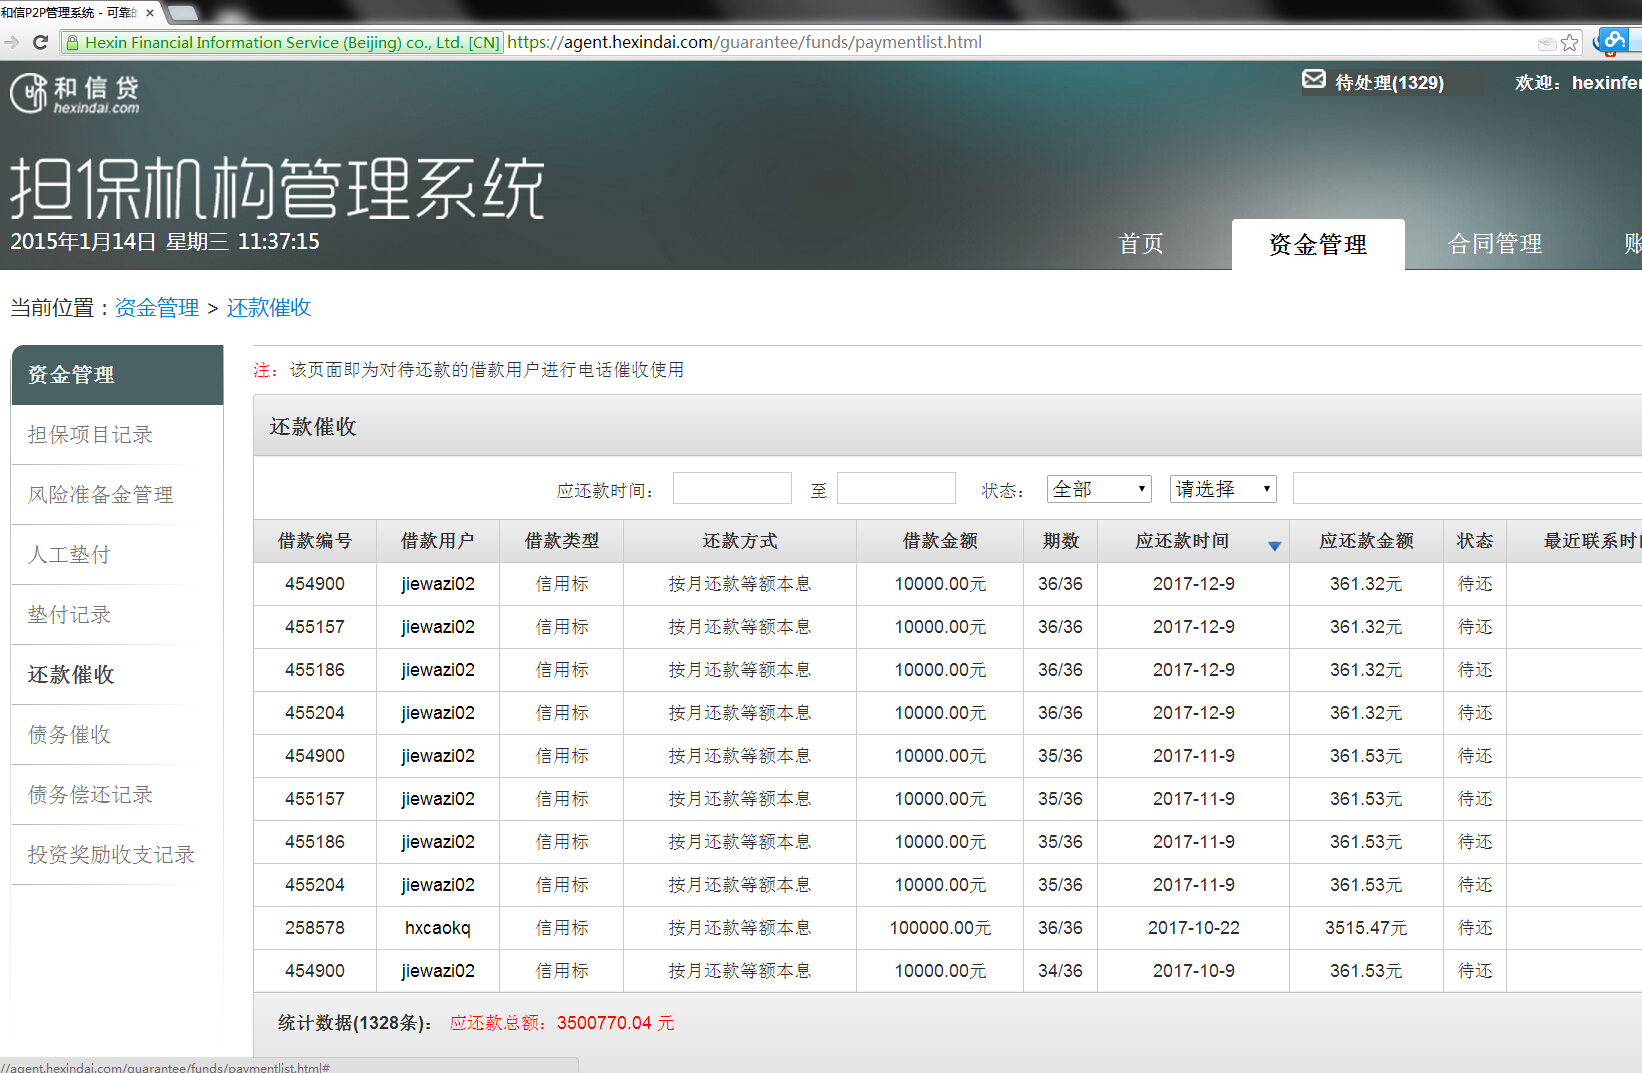 和信P2P管理系统 - 可靠的
Hexin Financial Information Service (Beijing) co., Ltd. [CN] https://agent.hexindai.com/guarantee/funds/paymentlist.html
和信贷
hexindai.com
待处理(1329) 欢迎：hexinfer
担保机构管理系统
2015年1月14日 星期三 11:37:15
首页 资金管理 合同管理 账
当前位置：资金管理 > 还款催收
资金管理
担保项目记录
风险准备金管理
人工垫付
垫付记录
还款催收
债务催收
债务偿还记录
投资奖励收支记录
注：该页面即为对待还款的借款用户进行电话催收使用
还款催收
应还款时间： 至 状态： 全部 请选择
借款编号 借款用户 借款类型 还款方式 借款金额 期数 应还款时间 应还款金额 状态 最近联系时间
454900 jiewazi02 信用标 按月还款等额本息 10000.00元 36/36 2017-12-9 361.32元 待还
455157 jiewazi02 信用标 按月还款等额本息 10000.00元 36/36 2017-12-9 361.32元 待还
455186 jiewazi02 信用标 按月还款等额本息 10000.00元 36/36 2017-12-9 361.32元 待还
455204 jiewazi02 信用标 按月还款等额本息 10000.00元 36/36 2017-12-9 361.32元 待还
454900 jiewazi02 信用标 按月还款等额本息 10000.00元 35/36 2017-11-9 361.53元 待还
455157 jiewazi02 信用标 按月还款等额本息 10000.00元 35/36 2017-11-9 361.53元 待还
455186 jiewazi02 信用标 按月还款等额本息 10000.00元 35/36 2017-11-9 361.53元 待还
455204 jiewazi02 信用标 按月还款等额本息 10000.00元 35/36 2017-11-9 361.53元 待还
258578 hxcaokq 信用标 按月还款等额本息 100000.00元 36/36 2017-10-22 3515.47元 待还
454900 jiewazi02 信用标 按月还款等额本息 10000.00元 34/36 2017-10-9 361.53元 待还
统计数据(1328条)： 应还款总额：3500770.04 元
//agent.hexindai.com/guarantee/funds/paymentlist.html#